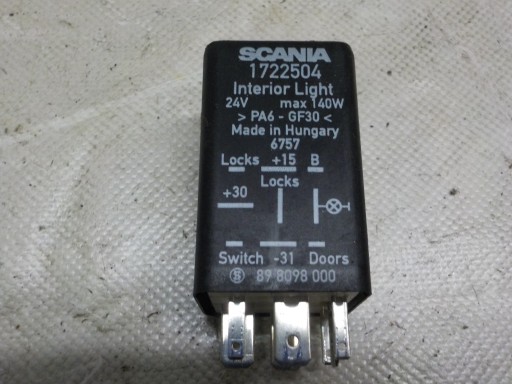 SCANIA
1722504
Interior Light
24V max 140W
> PA6 - GF30 <
Made in Hungary
6757
Locks +15 B
Locks
+30
Switch -31 Doors
S 89 8098 000